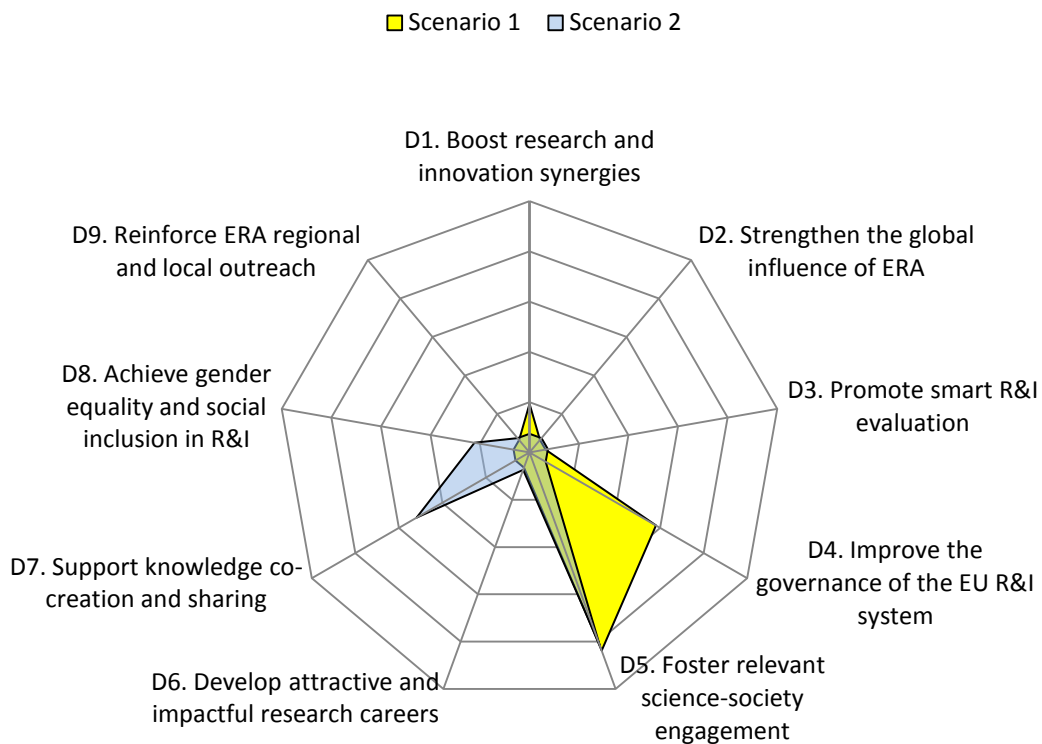 Scenario 1 Scenario 2
D1. Boost research and
innovation synergies
D2. Strengthen the global
influence of ERA
D3. Promote smart R&I
evaluation
D4. Improve the
governance of the EU R&I
system
D5. Foster relevant
science-society
engagement
D6. Develop attractive and
impactful research careers
D7. Support knowledge co-
creation and sharing
D8. Achieve gender
equality and social
inclusion in R&I
D9. Reinforce ERA regional
and local outreach